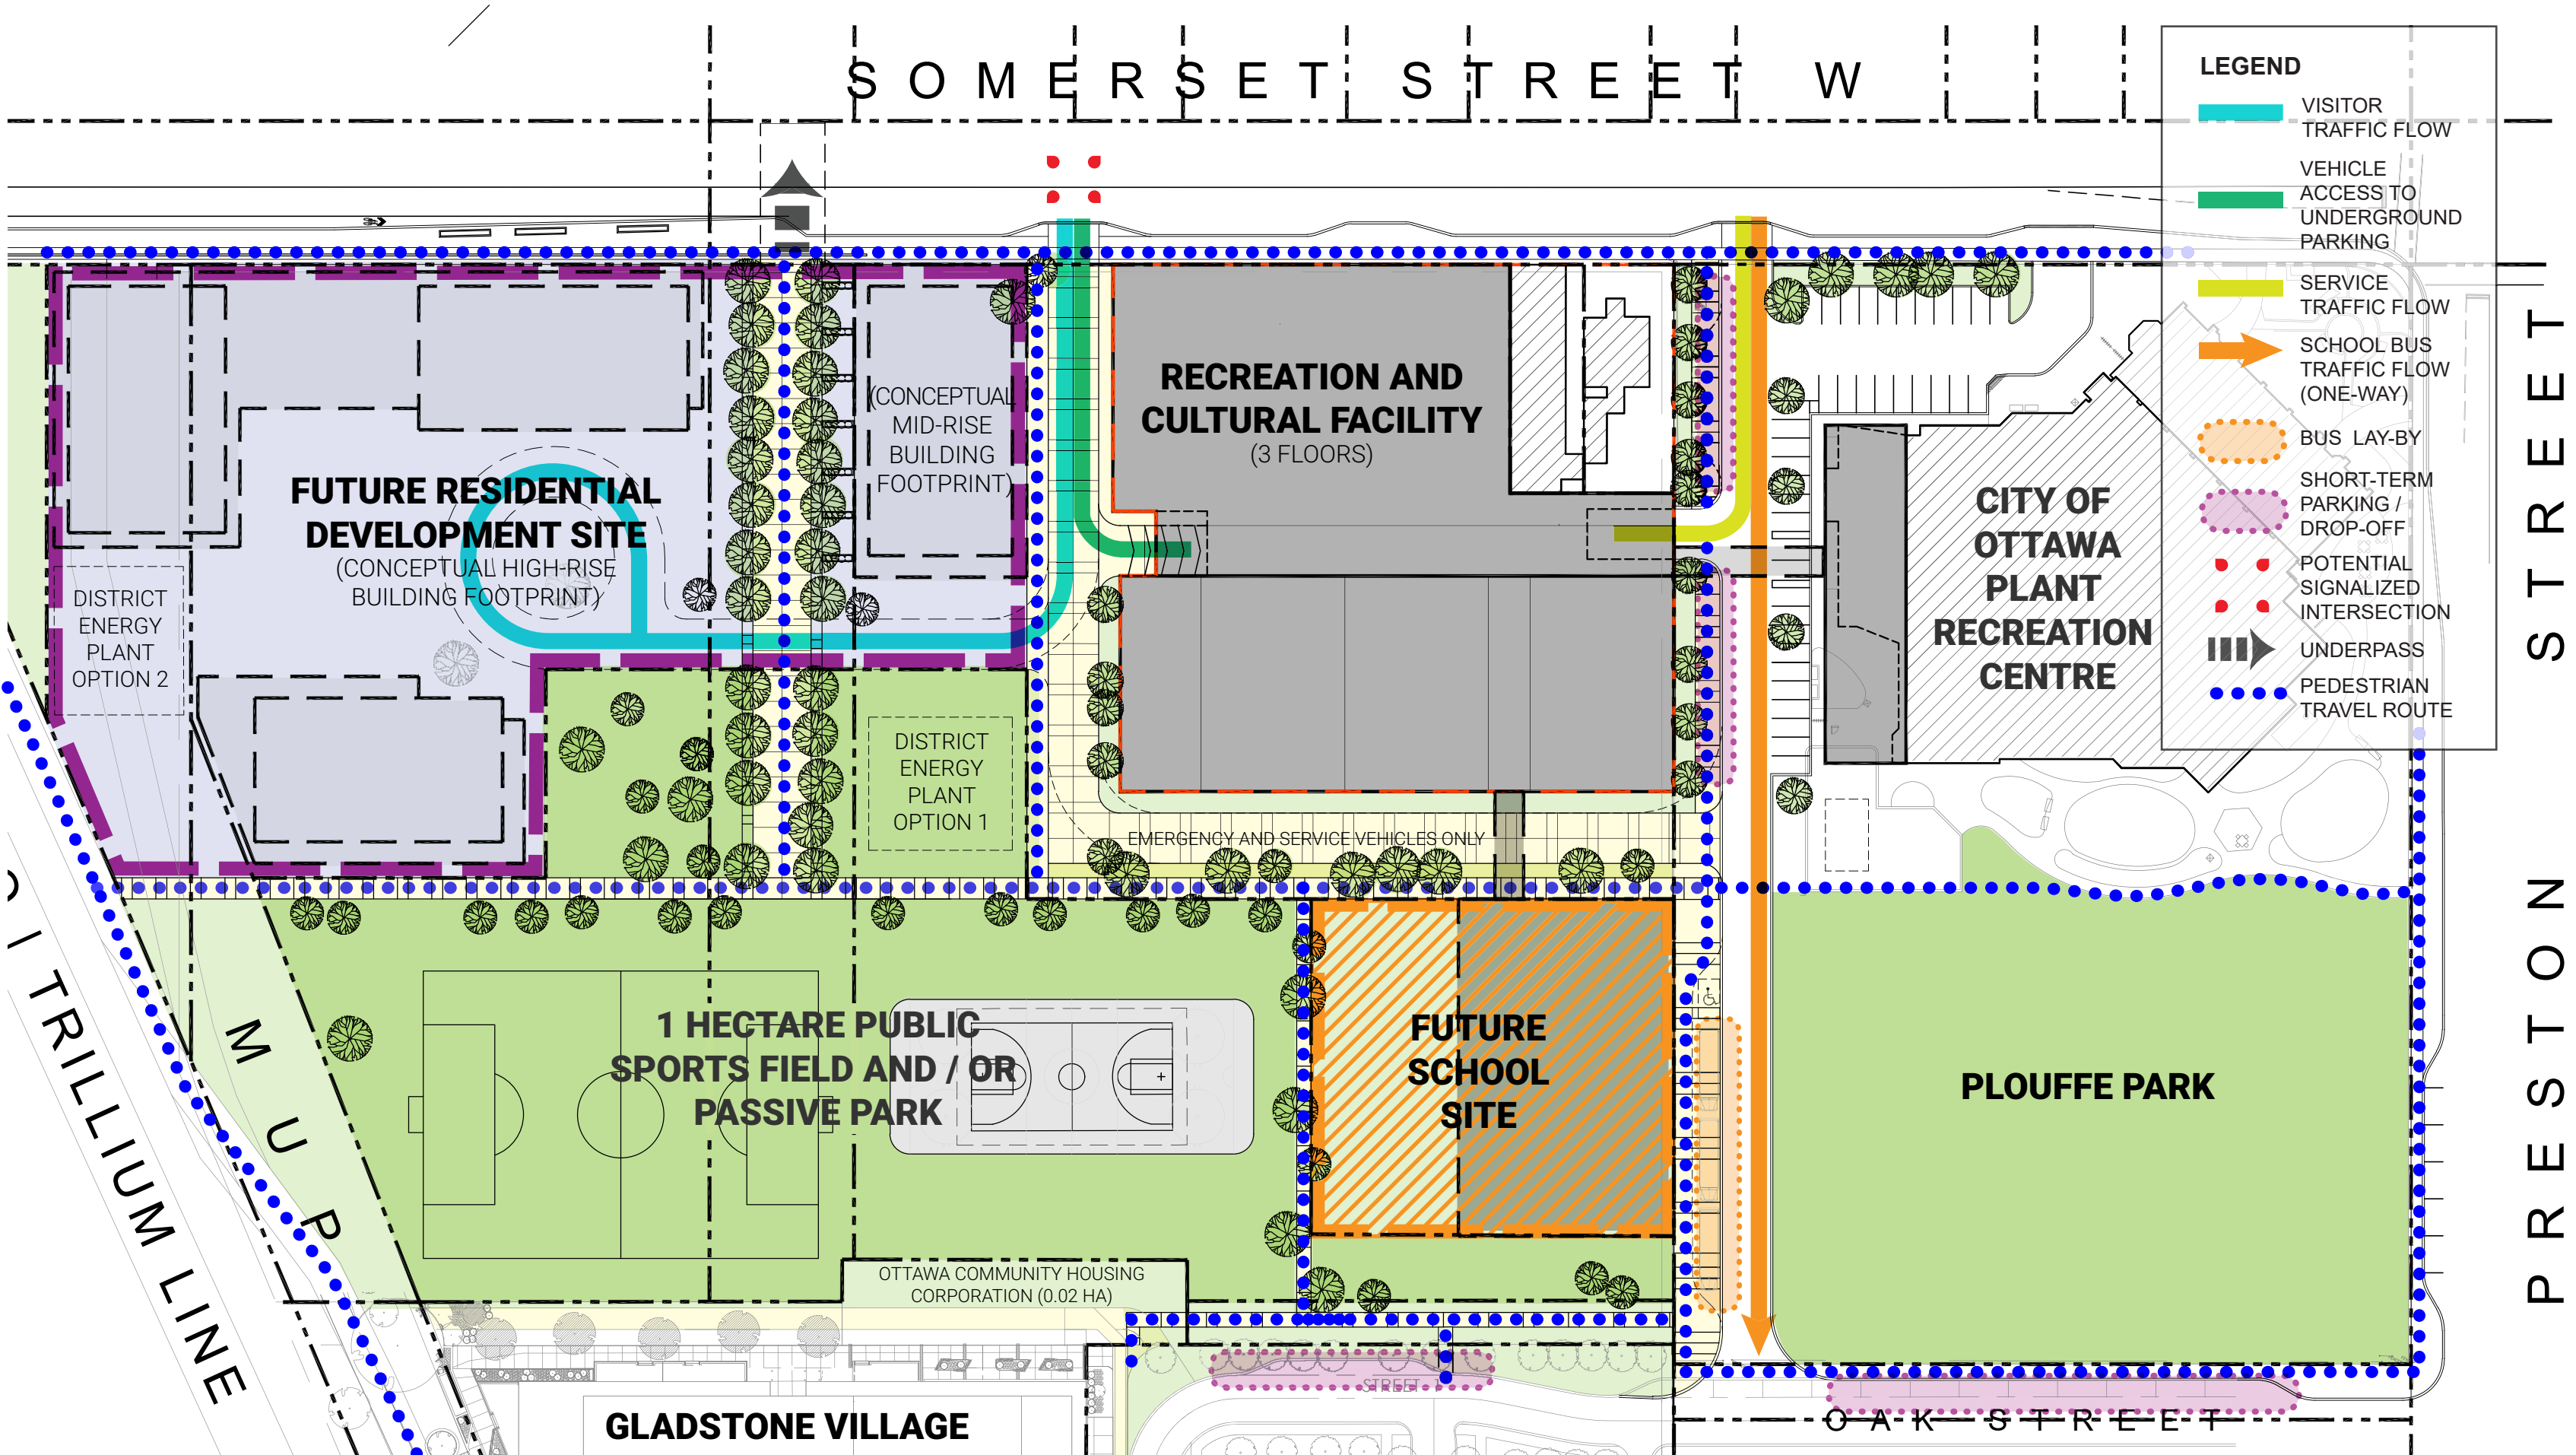 SOMERSET STREET W
LEGEND
VISITOR
TRAFFIC FLOW
VEHICLE
ACCESS TO
UNDERGROUND
PARKING
SERVICE
TRAFFIC FLOW
SCHOOL BUS
TRAFFIC FLOW
(ONE-WAY)
BUS LAY-BY
SHORT-TERM
PARKING /
DROP-OFF
POTENTIAL
SIGNALIZED
INTERSECTION
UNDERPASS
PEDESTRIAN
TRAVEL ROUTE
PRESTON STREET
FUTURE RESIDENTIAL
DEVELOPMENT SITE
(CONCEPTUAL HIGH-RISE
BUILDING FOOTPRINT)
(CONCEPTUAL
MID-RISE
BUILDING
FOOTPRINT)
RECREATION AND
CULTURAL FACILITY
(3 FLOORS)
CITY OF
OTTAWA
PLANT
RECREATION
CENTRE
DISTRICT
ENERGY
PLANT
OPTION 2
DISTRICT
ENERGY
PLANT
OPTION 1
EMERGENCY AND SERVICE VEHICLES ONLY
TRILLIUM LINE
MUP
1 HECTARE PUBLIC
SPORTS FIELD AND / OR
PASSIVE PARK
FUTURE
SCHOOL
SITE
PLOUFFE PARK
OTTAWA COMMUNITY HOUSING
CORPORATION (0.02 HA)
STREET 1
GLADSTONE VILLAGE
OAK STREET